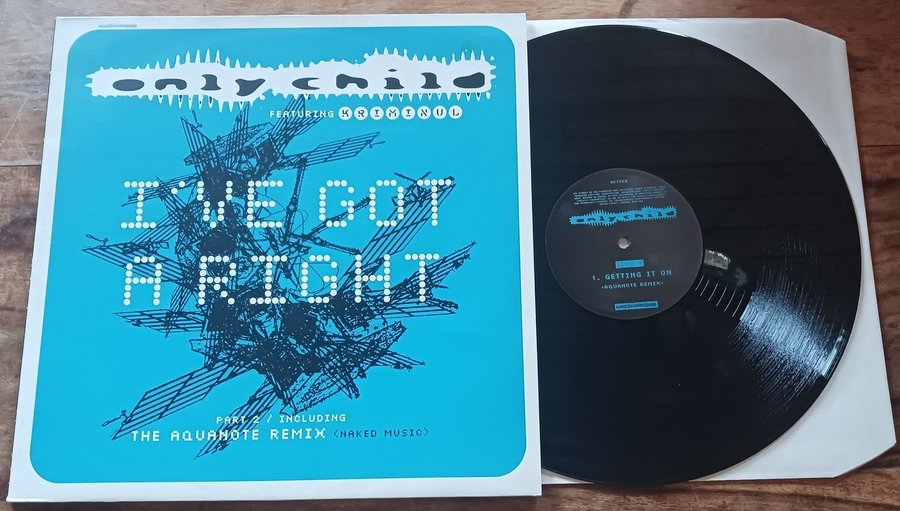 only child
FEATURING KRIMINUL
I'VE GOT
A RIGHT
PART 2 / INCLUDING
THE AQUANOTE REMIX (NAKED MUSIC)
only child
1. GETTING IT ON
(AQUANOTE REMIX)